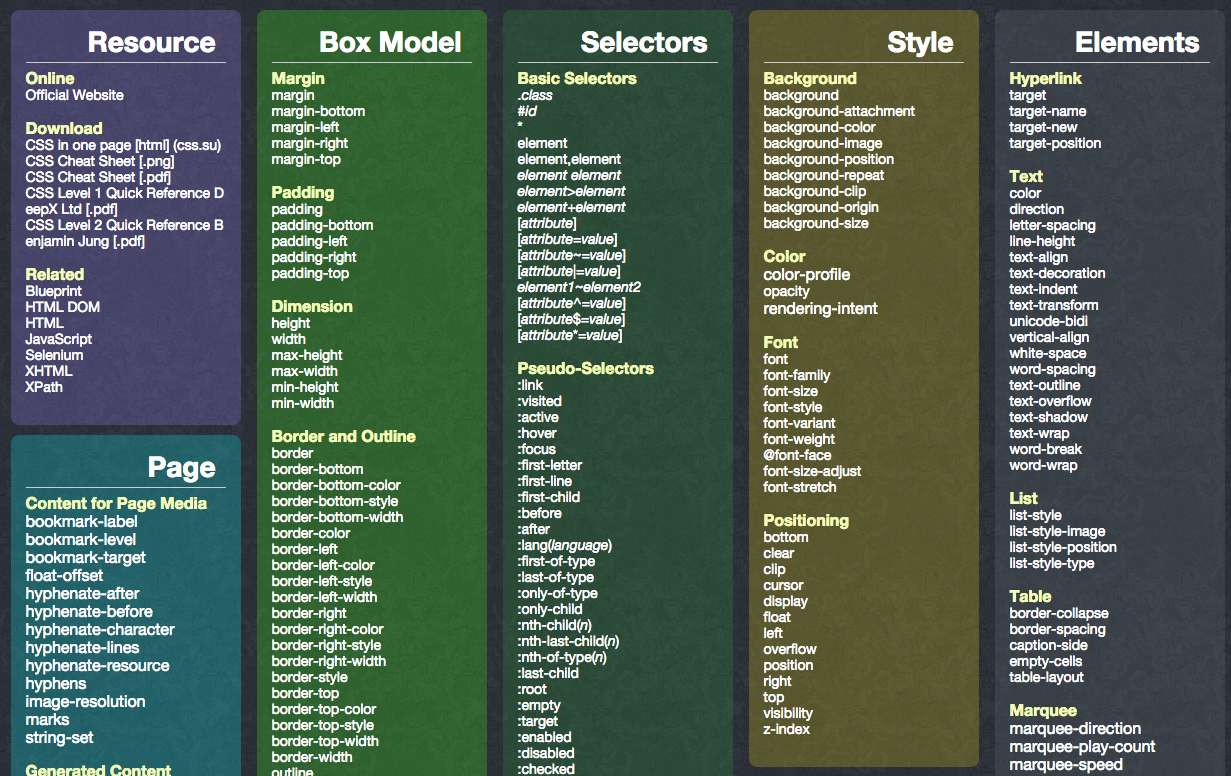 Resource
Online
Official Website
Download
CSS in one page [html] (css.su)
CSS Cheat Sheet [.png]
CSS Cheat Sheet [.pdf]
CSS Level 1 Quick Reference D
eepX Ltd [.pdf]
CSS Level 2 Quick Reference B
enjamin Jung [.pdf]
Related
Blueprint
HTML DOM
HTML
JavaScript
Selenium
XHTML
XPath
Page
Content for Page Media
bookmark-label
bookmark-level
bookmark-target
float-offset
hyphenate-after
hyphenate-before
hyphenate-character
hyphenate-lines
hyphenate-resource
hyphens
image-resolution
marks
string-set
Generated Content
Box Model
Margin
margin
margin-bottom
margin-left
margin-right
margin-top
Padding
padding
padding-bottom
padding-left
padding-right
padding-top
Dimension
height
width
max-height
max-width
min-height
min-width
Border and Outline
border
border-bottom
border-bottom-color
border-bottom-style
border-bottom-width
border-color
border-left
border-left-color
border-left-style
border-left-width
border-right
border-right-color
border-right-style
border-right-width
border-style
border-top
border-top-color
border-top-style
border-top-width
border-width
outline
Selectors
Basic Selectors
.class
#id
*
element
element,element
element element
element>element
element+element
[attribute]
[attribute=value]
[attribute~=value]
[attribute|=value]
element1~element2
[attribute^=value]
[attribute$=value]
[attribute*=value]
Pseudo-Selectors
:link
:visited
:active
:hover
:focus
:first-letter
:first-line
:first-child
:before
:after
:lang(language)
:first-of-type
:last-of-type
:only-of-type
:only-child
:nth-child(n)
:nth-last-child(n)
:nth-of-type(n)
:last-child
:root
:empty
:target
:enabled
:disabled
:checked
Style
Background
background
background-attachment
background-color
background-image
background-position
background-repeat
background-clip
background-origin
background-size
Color
color-profile
opacity
rendering-intent
Font
font
font-family
font-size
font-style
font-variant
font-weight
@font-face
font-size-adjust
font-stretch
Positioning
bottom
clear
clip
cursor
display
float
left
overflow
position
right
top
visibility
z-index
Elements
Hyperlink
target
target-name
target-new
target-position
Text
color
direction
letter-spacing
line-height
text-align
text-decoration
text-indent
text-transform
unicode-bidi
vertical-align
white-space
word-spacing
text-outline
text-overflow
text-shadow
text-wrap
word-break
word-wrap
List
list-style
list-style-image
list-style-position
list-style-type
Table
border-collapse
border-spacing
caption-side
empty-cells
table-layout
Marquee
marquee-direction
marquee-play-count
marquee-speed